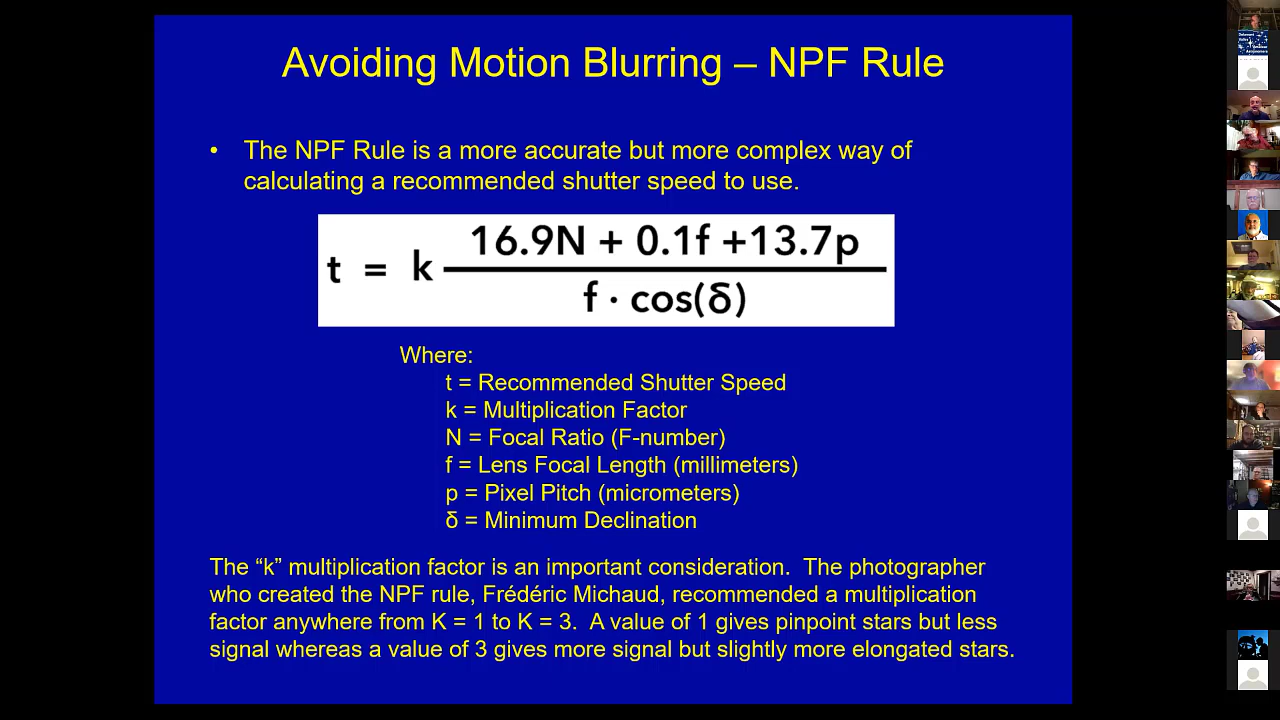 Avoiding Motion Blurring – NPF Rule
• The NPF Rule is a more accurate but more complex way of
calculating a recommended shutter speed to use.
t = k (16.9N + 0.1f +13.7p) / (f · cos(δ))
Where:
t = Recommended Shutter Speed
k = Multiplication Factor
N = Focal Ratio (F-number)
f = Lens Focal Length (millimeters)
p = Pixel Pitch (micrometers)
δ = Minimum Declination
The “k” multiplication factor is an important consideration. The photographer
who created the NPF rule, Frédéric Michaud, recommended a multiplication
factor anywhere from K = 1 to K = 3. A value of 1 gives pinpoint stars but less
signal whereas a value of 3 gives more signal but slightly more elongated stars.